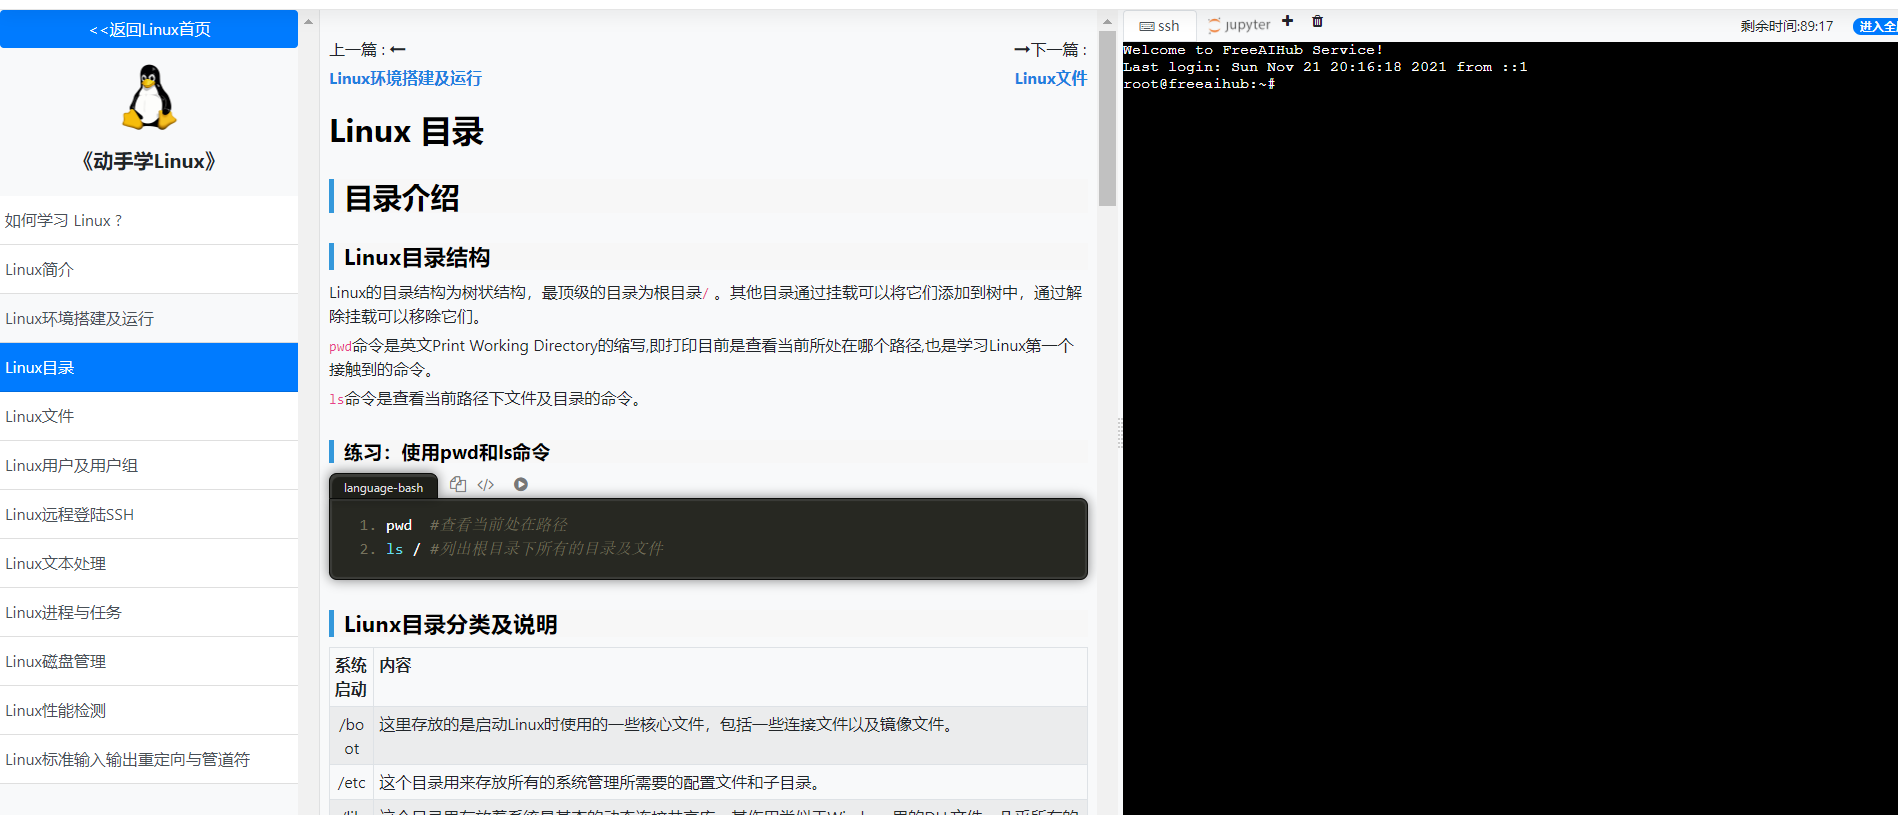 <<返回Linux首页
《动手学Linux》
如何学习 Linux ?
Linux简介
Linux环境搭建及运行
Linux目录
Linux文件
Linux用户及用户组
Linux远程登陆SSH
Linux文本处理
Linux进程与任务
Linux磁盘管理
Linux性能检测
Linux标准输入输出重定向与管道符
上一篇 : ←
→下一篇 :
Linux环境搭建及运行
Linux文件
Linux 目录
目录介绍
Linux目录结构
Linux的目录结构为树状结构，最顶级的目录为根目录/ 。其他目录通过挂载可以将它们添加到树中，通过解
除挂载可以移除它们。
pwd命令是英文Print Working Directory的缩写,即打印目前是查看当前所处在哪个路径,也是学习Linux第一个
接触到的命令。
ls命令是查看当前路径下文件及目录的命令。
练习：使用pwd和ls命令
language-bash
1. pwd  #查看当前处在路径
2. ls / #列出根目录下所有的目录及文件
Liunx目录分类及说明
系统
启动
内容
/bo
ot
这里存放的是启动Linux时使用的一些核心文件，包括一些连接文件以及镜像文件。
/etc
这个目录用来存放所有的系统管理所需要的配置文件和子目录。
ssh
jupyter
剩余时间:89:17
进入全
Welcome to FreeAIHub Service!
Last login: Sun Nov 21 20:16:18 2021 from ::1
root@freeaihub:~#